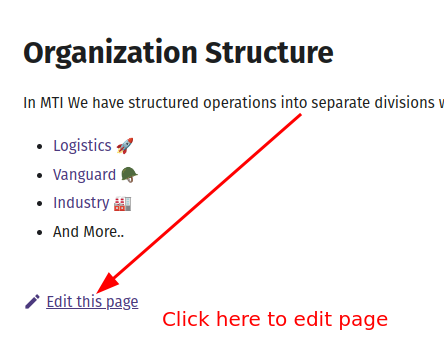 Organization Structure
In MTI We have structured operations into separate divisions
Logistics 🚀
Vanguard 🪖
Industry 🏭
And More..
Edit this page
Click here to edit page